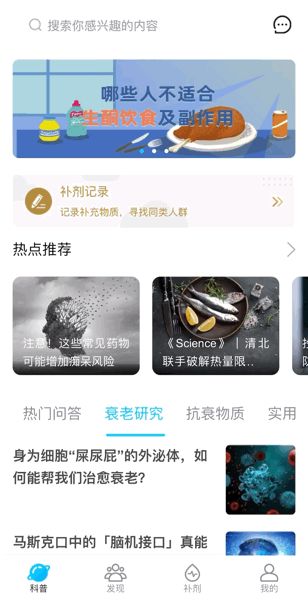 搜索你感兴趣的内容
哪些人不适合
生酮饮食及副作用
补剂记录
记录补充物质，寻找同类人群
热点推荐
注意！这些常见药物
可能增加痴呆风险
《Science》｜清北
联手破解热量限...
热门问答
衰老研究
抗衰物质
实用
身为细胞“屎尿屁”的外泌体，如
何能帮我们治愈衰老?
马斯克口中的「脑机接口」真能
科普
发现
补剂
我的